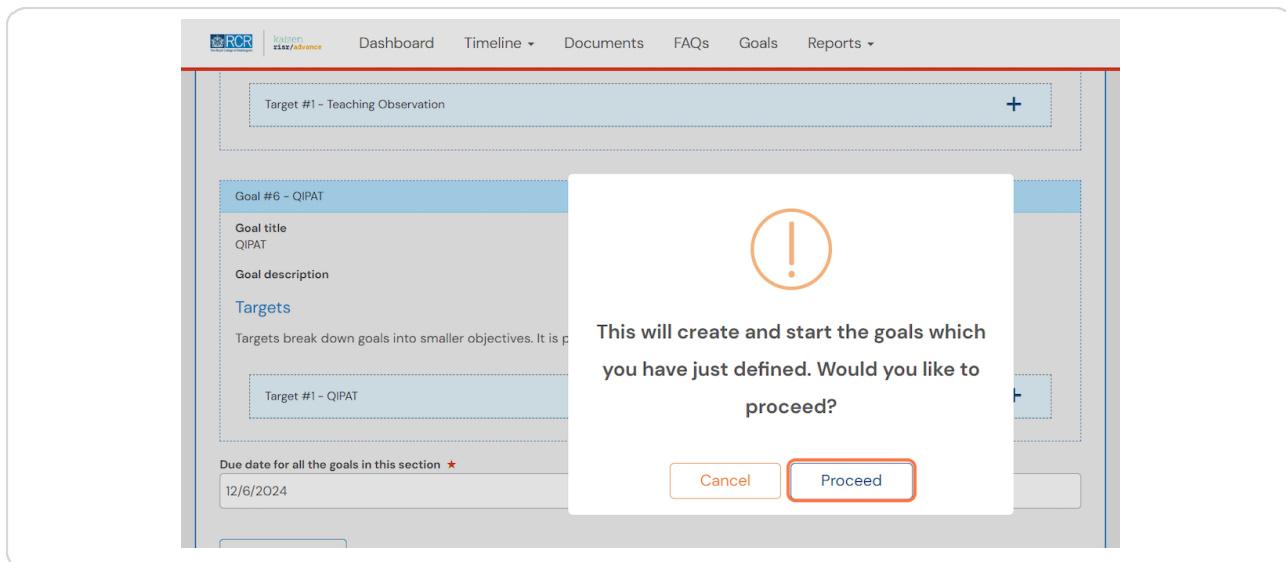 RCR
kaizen
risr/advance
Dashboard
Timeline
Documents
FAQs
Goals
Reports
Target #1 - Teaching Observation
Goal #6 - QIPAT
Goal title
QIPAT
Goal description
Targets
Targets break down goals into smaller objectives. It is p
Target #1 - QIPAT
Due date for all the goals in this section ★
12/6/2024
This will create and start the goals which
you have just defined. Would you like to
proceed?
Cancel
Proceed